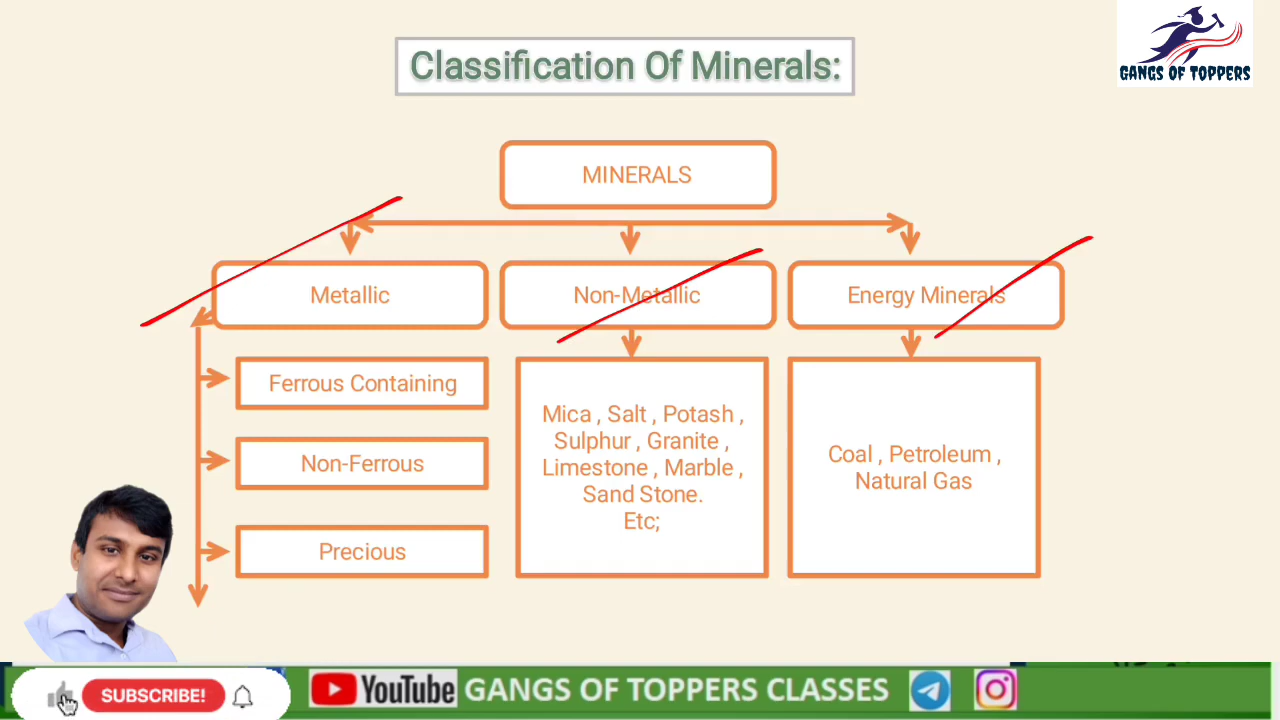 Classification Of Minerals:
GANGS OF TOPPERS
MINERALS
Metallic
Non-Metallic
Energy Minerals
Ferrous Containing
Non-Ferrous
Precious
Mica , Salt , Potash ,
Sulphur , Granite ,
Limestone , Marble ,
Sand Stone.
Etc;
Coal , Petroleum ,
Natural Gas
SUBSCRIBE!
YouTube GANGS OF TOPPERS CLASSES